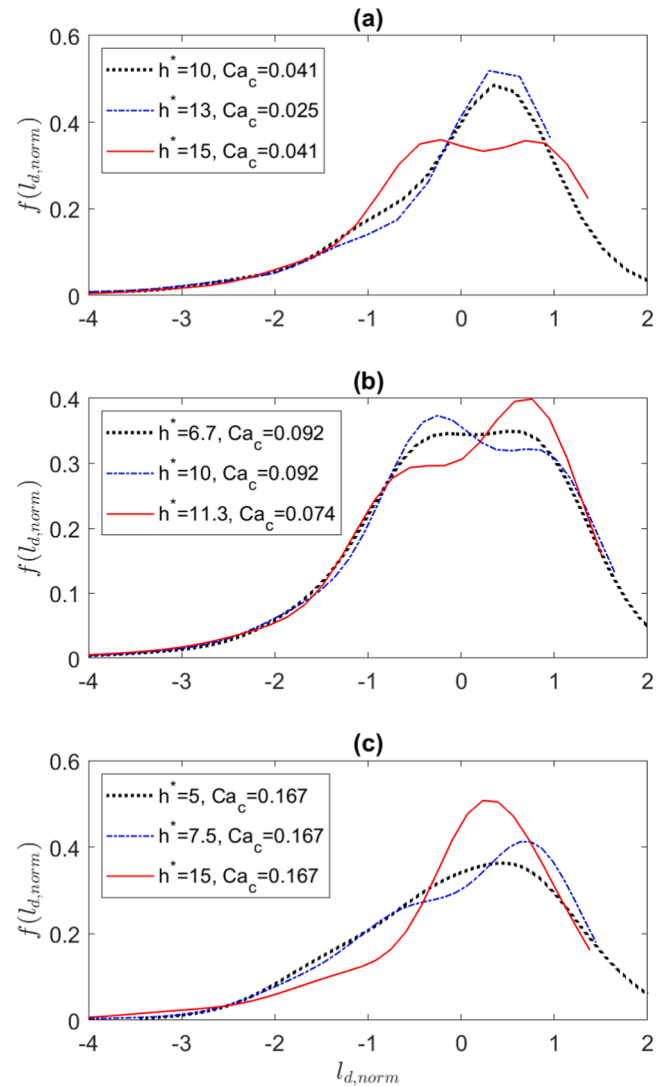 (a)
0.6
0.4
0.2
0
f(l_{d,norm})
h^*=10, Ca_c=0.041
h^*=13, Ca_c=0.025
h^*=15, Ca_c=0.041
-4 -3 -2 -1 0 1 2
(b)
0.4
0.3
0.2
0.1
0
f(l_{d,norm})
h^*=6.7, Ca_c=0.092
h^*=10, Ca_c=0.092
h^*=11.3, Ca_c=0.074
-4 -3 -2 -1 0 1 2
(c)
0.6
0.4
0.2
0
f(l_{d,norm})
h^*=5, Ca_c=0.167
h^*=7.5, Ca_c=0.167
h^*=15, Ca_c=0.167
-4 -3 -2 -1 0 1 2
l_{d,norm}